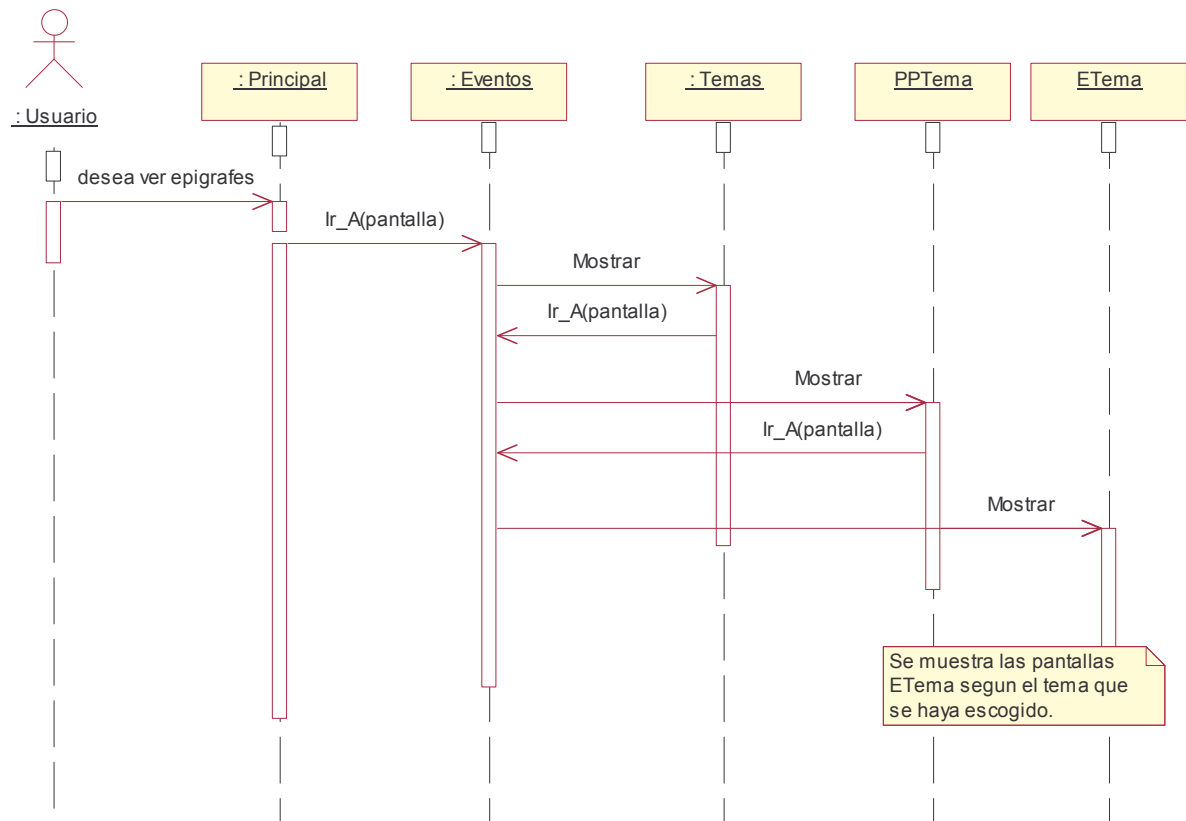 : Usuario
: Principal
: Eventos
: Temas
PPTema
ETema
desea ver epigrafes
Ir_A(pantalla)
Mostrar
Ir_A(pantalla)
Mostrar
Ir_A(pantalla)
Mostrar
Se muestra las pantallas
ETema segun el tema que
se haya escogido.